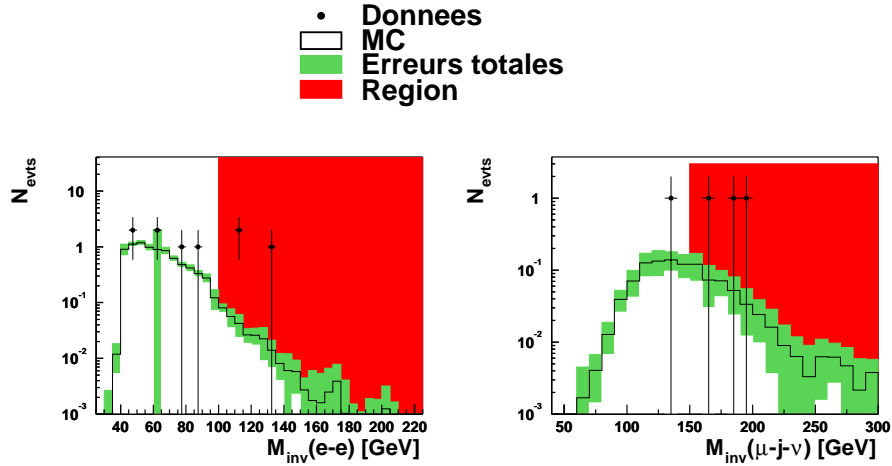 Donnees
MC
Erreurs totales
Region
N_evts
10
1
10^-1
10^-2
10^-3
40 60 80 100 120 140 160 180 200 220
M_inv(e-e) [GeV]
N_evts
1
10^-1
10^-2
10^-3
50 100 150 200 250 300
M_inv(μ-j-ν) [GeV]